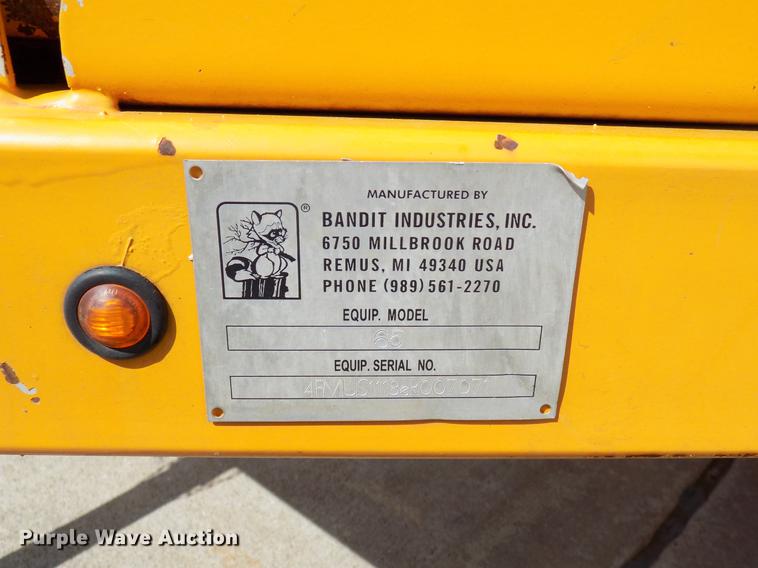 MANUFACTURED BY
®
BANDIT INDUSTRIES, INC.
6750 MILLBROOK ROAD
REMUS, MI 49340 USA
PHONE (989) 561-2270
EQUIP. MODEL
65
EQUIP. SERIAL NO.
Purple Wave Auction